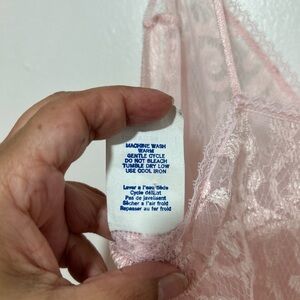 MACHINE WASH
WARM
GENTLE CYCLE
DO NOT BLEACH
TUMBLE DRY LOW
USE COOL IRON
Laver a l'eau tiède
Cycle délicat
Pas de javellisant
Sécher à l'air froid
Repasser au fer froid